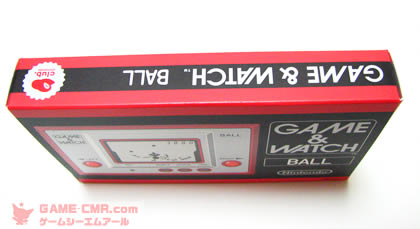 GAME & WATCH. BALL
club.
GAME
&
WATCH
BALL
Nintendo
GAME
& WATCH
BALL
GAME-CMR.com
ゲームシーエムアール